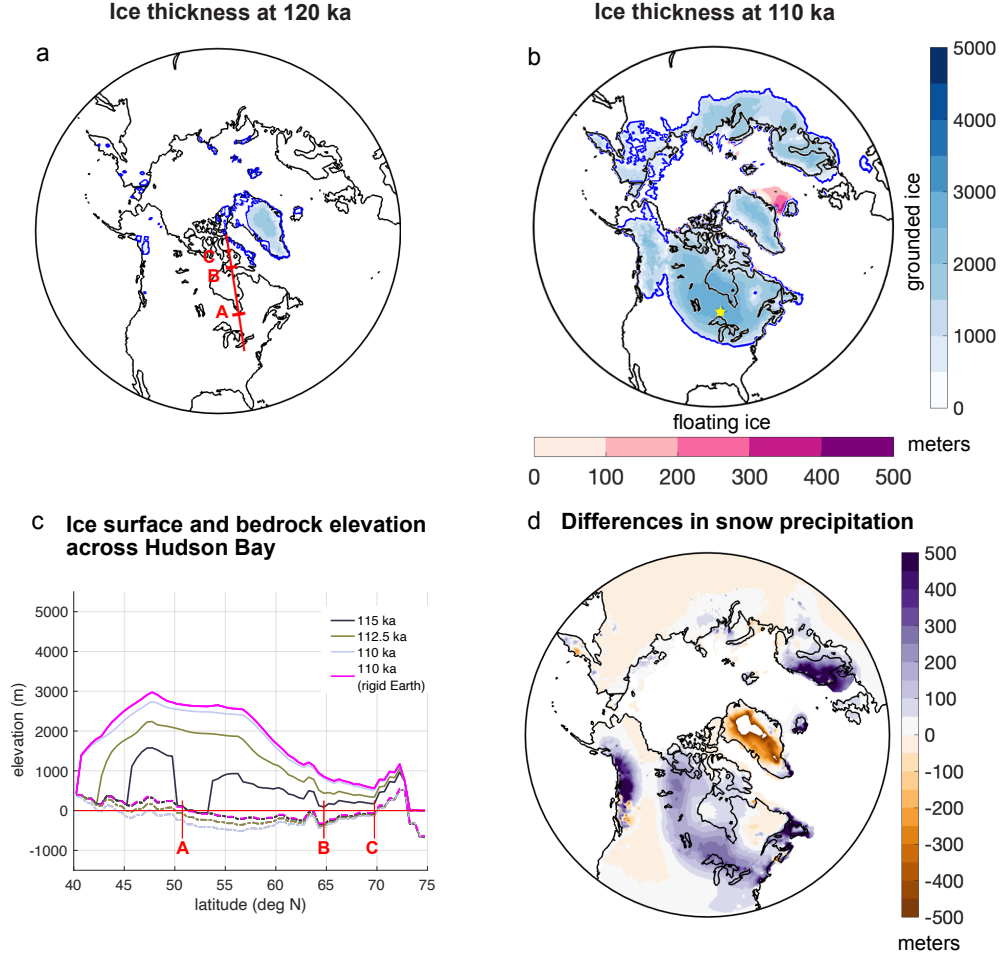 Ice thickness at 120 ka
Ice thickness at 110 ka
a
b
C
B
A
5000
4000
3000
2000
1000
0
grounded ice
floating ice
meters
0 100 200 300 400 500
c Ice surface and bedrock elevation
across Hudson Bay
d Differences in snow precipitation
5000
4000
3000
2000
1000
0
-1000
elevation (m)
115 ka
112.5 ka
110 ka
110 ka
(rigid Earth)
A B C
40 45 50 55 60 65 70 75
latitude (deg N)
500
400
300
200
100
0
-100
-200
-300
-400
-500
meters